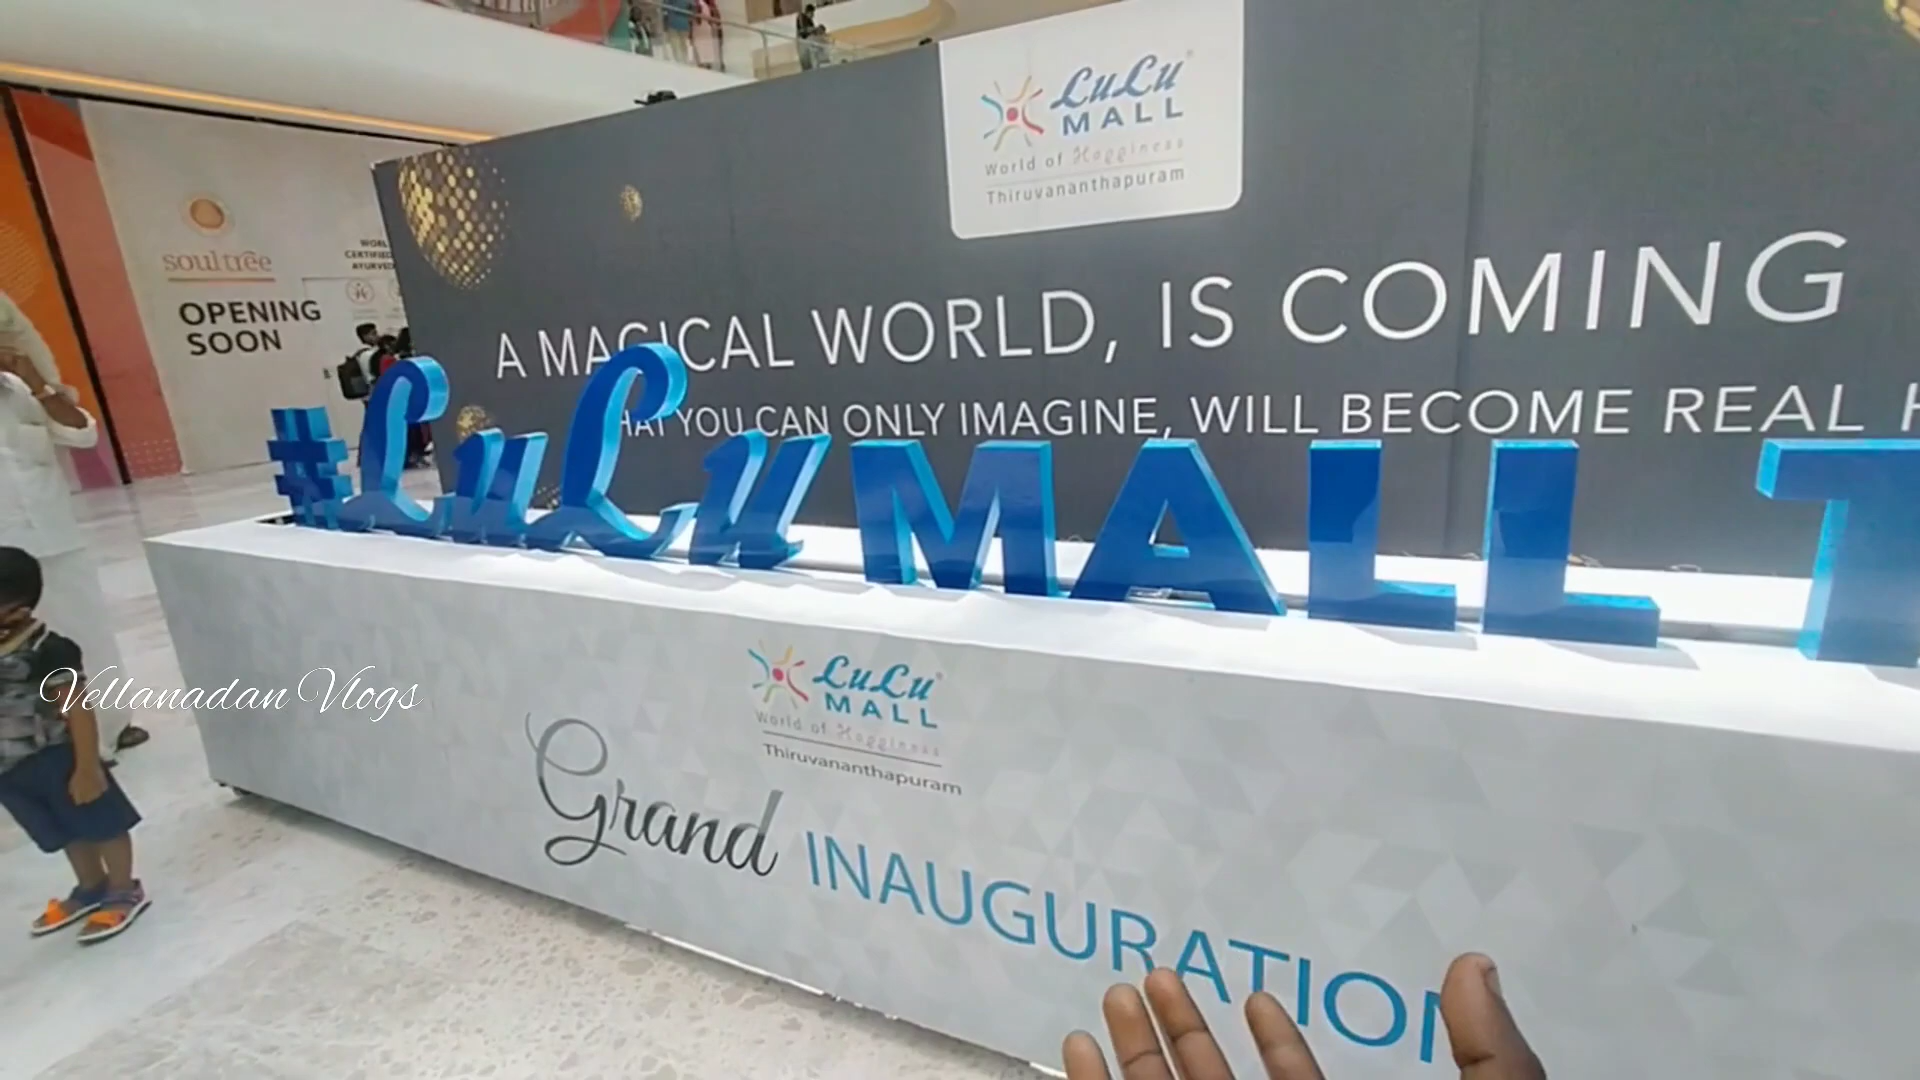 LuLu
MALL
World of Happiness
Thiruvananthapuram
soultree
OPENING
SOON
CERTIFIED
A MAGICAL WORLD, IS COMING
YOU CAN ONLY IMAGINE, WILL BECOME REAL
#LuLu MALL T
LuLu
MALL
World of Happiness
Thiruvananthapuram
Grand INAUGURATION
Vellanadan Vlogs